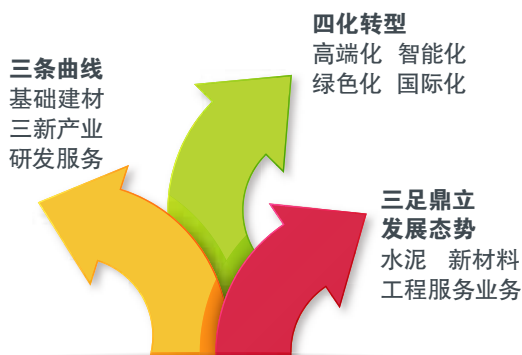 三条曲线
基础建材
三新产业
研发服务
四化转型
高端化 智能化
绿色化 国际化
三足鼎立
发展态势
水泥 新材料
工程服务业务